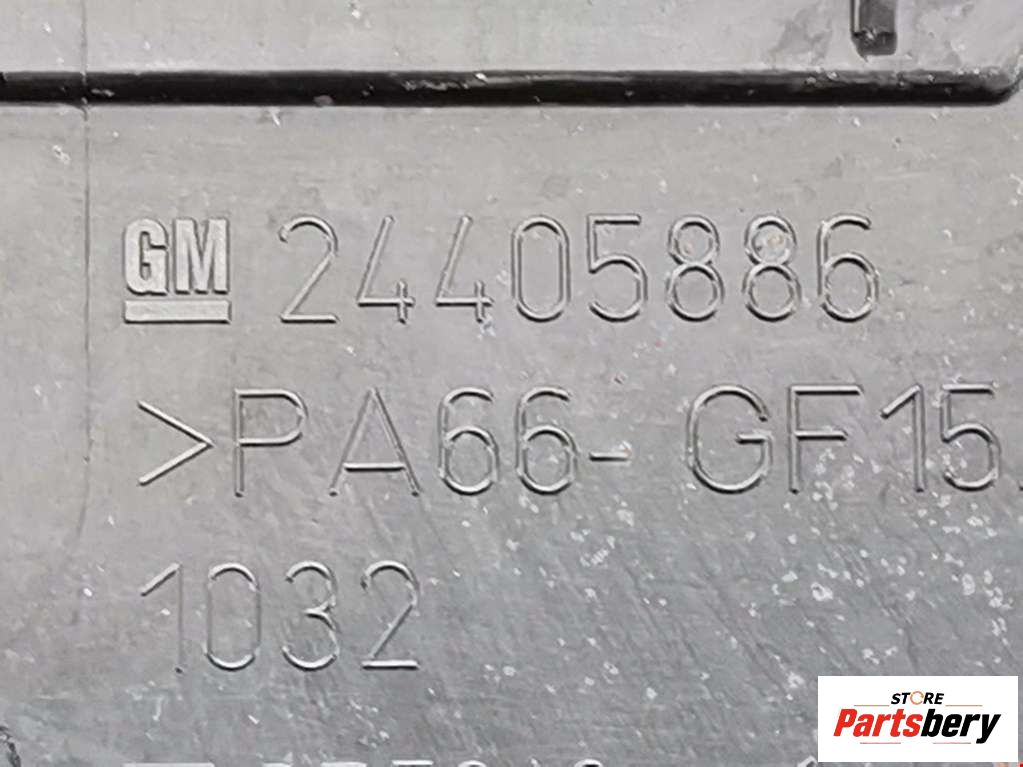 GM 24405886
>PA66-GF15
1032
STORE
Partsbery